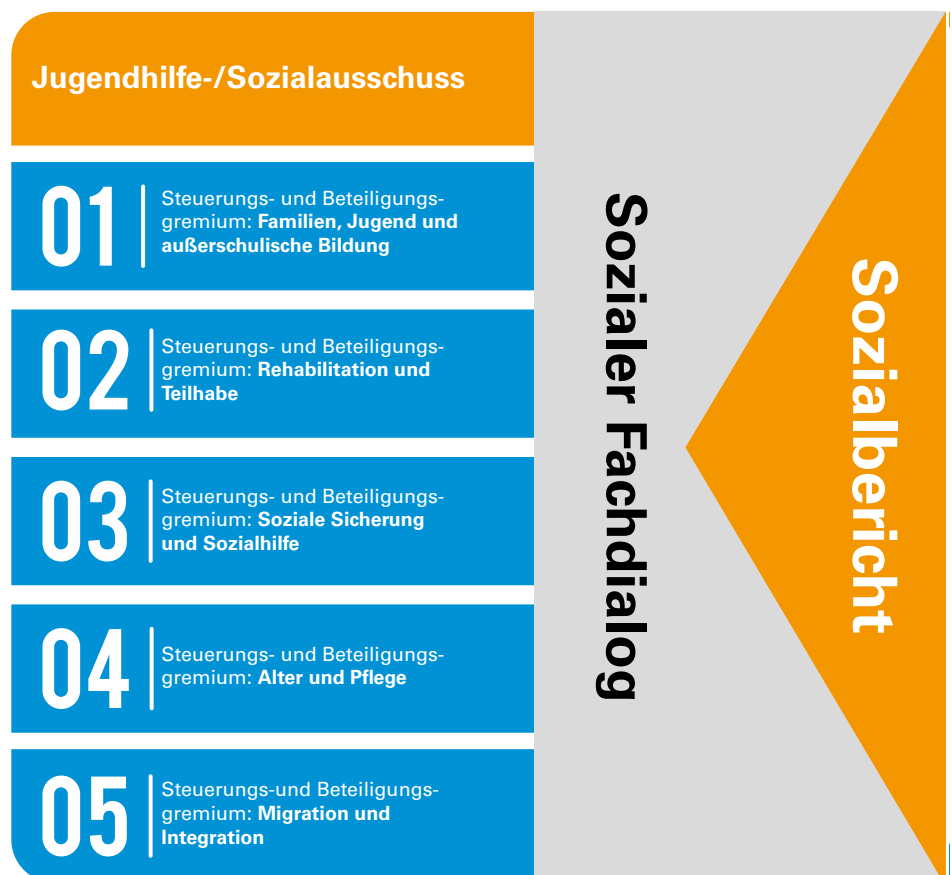 Jugendhilfe-/Sozialausschuss
01
Steuerungs- und Beteiligungs-
gremium: Familien, Jugend und
außerschulische Bildung
02
Steuerungs- und Beteiligungs-
gremium: Rehabilitation und
Teilhabe
03
Steuerungs- und Beteiligungs-
gremium: Soziale Sicherung
und Sozialhilfe
04
Steuerungs- und Beteiligungs-
gremium: Alter und Pflege
05
Steuerungs-und Beteiligungs-
gremium: Migration und
Integration
Sozialer Fachdialog
Sozialbericht